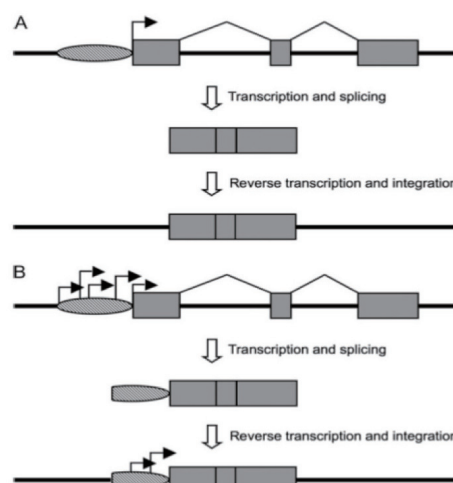 A
Transcription and splicing
Reverse transcription and integration
B
Transcription and splicing
Reverse transcription and integration